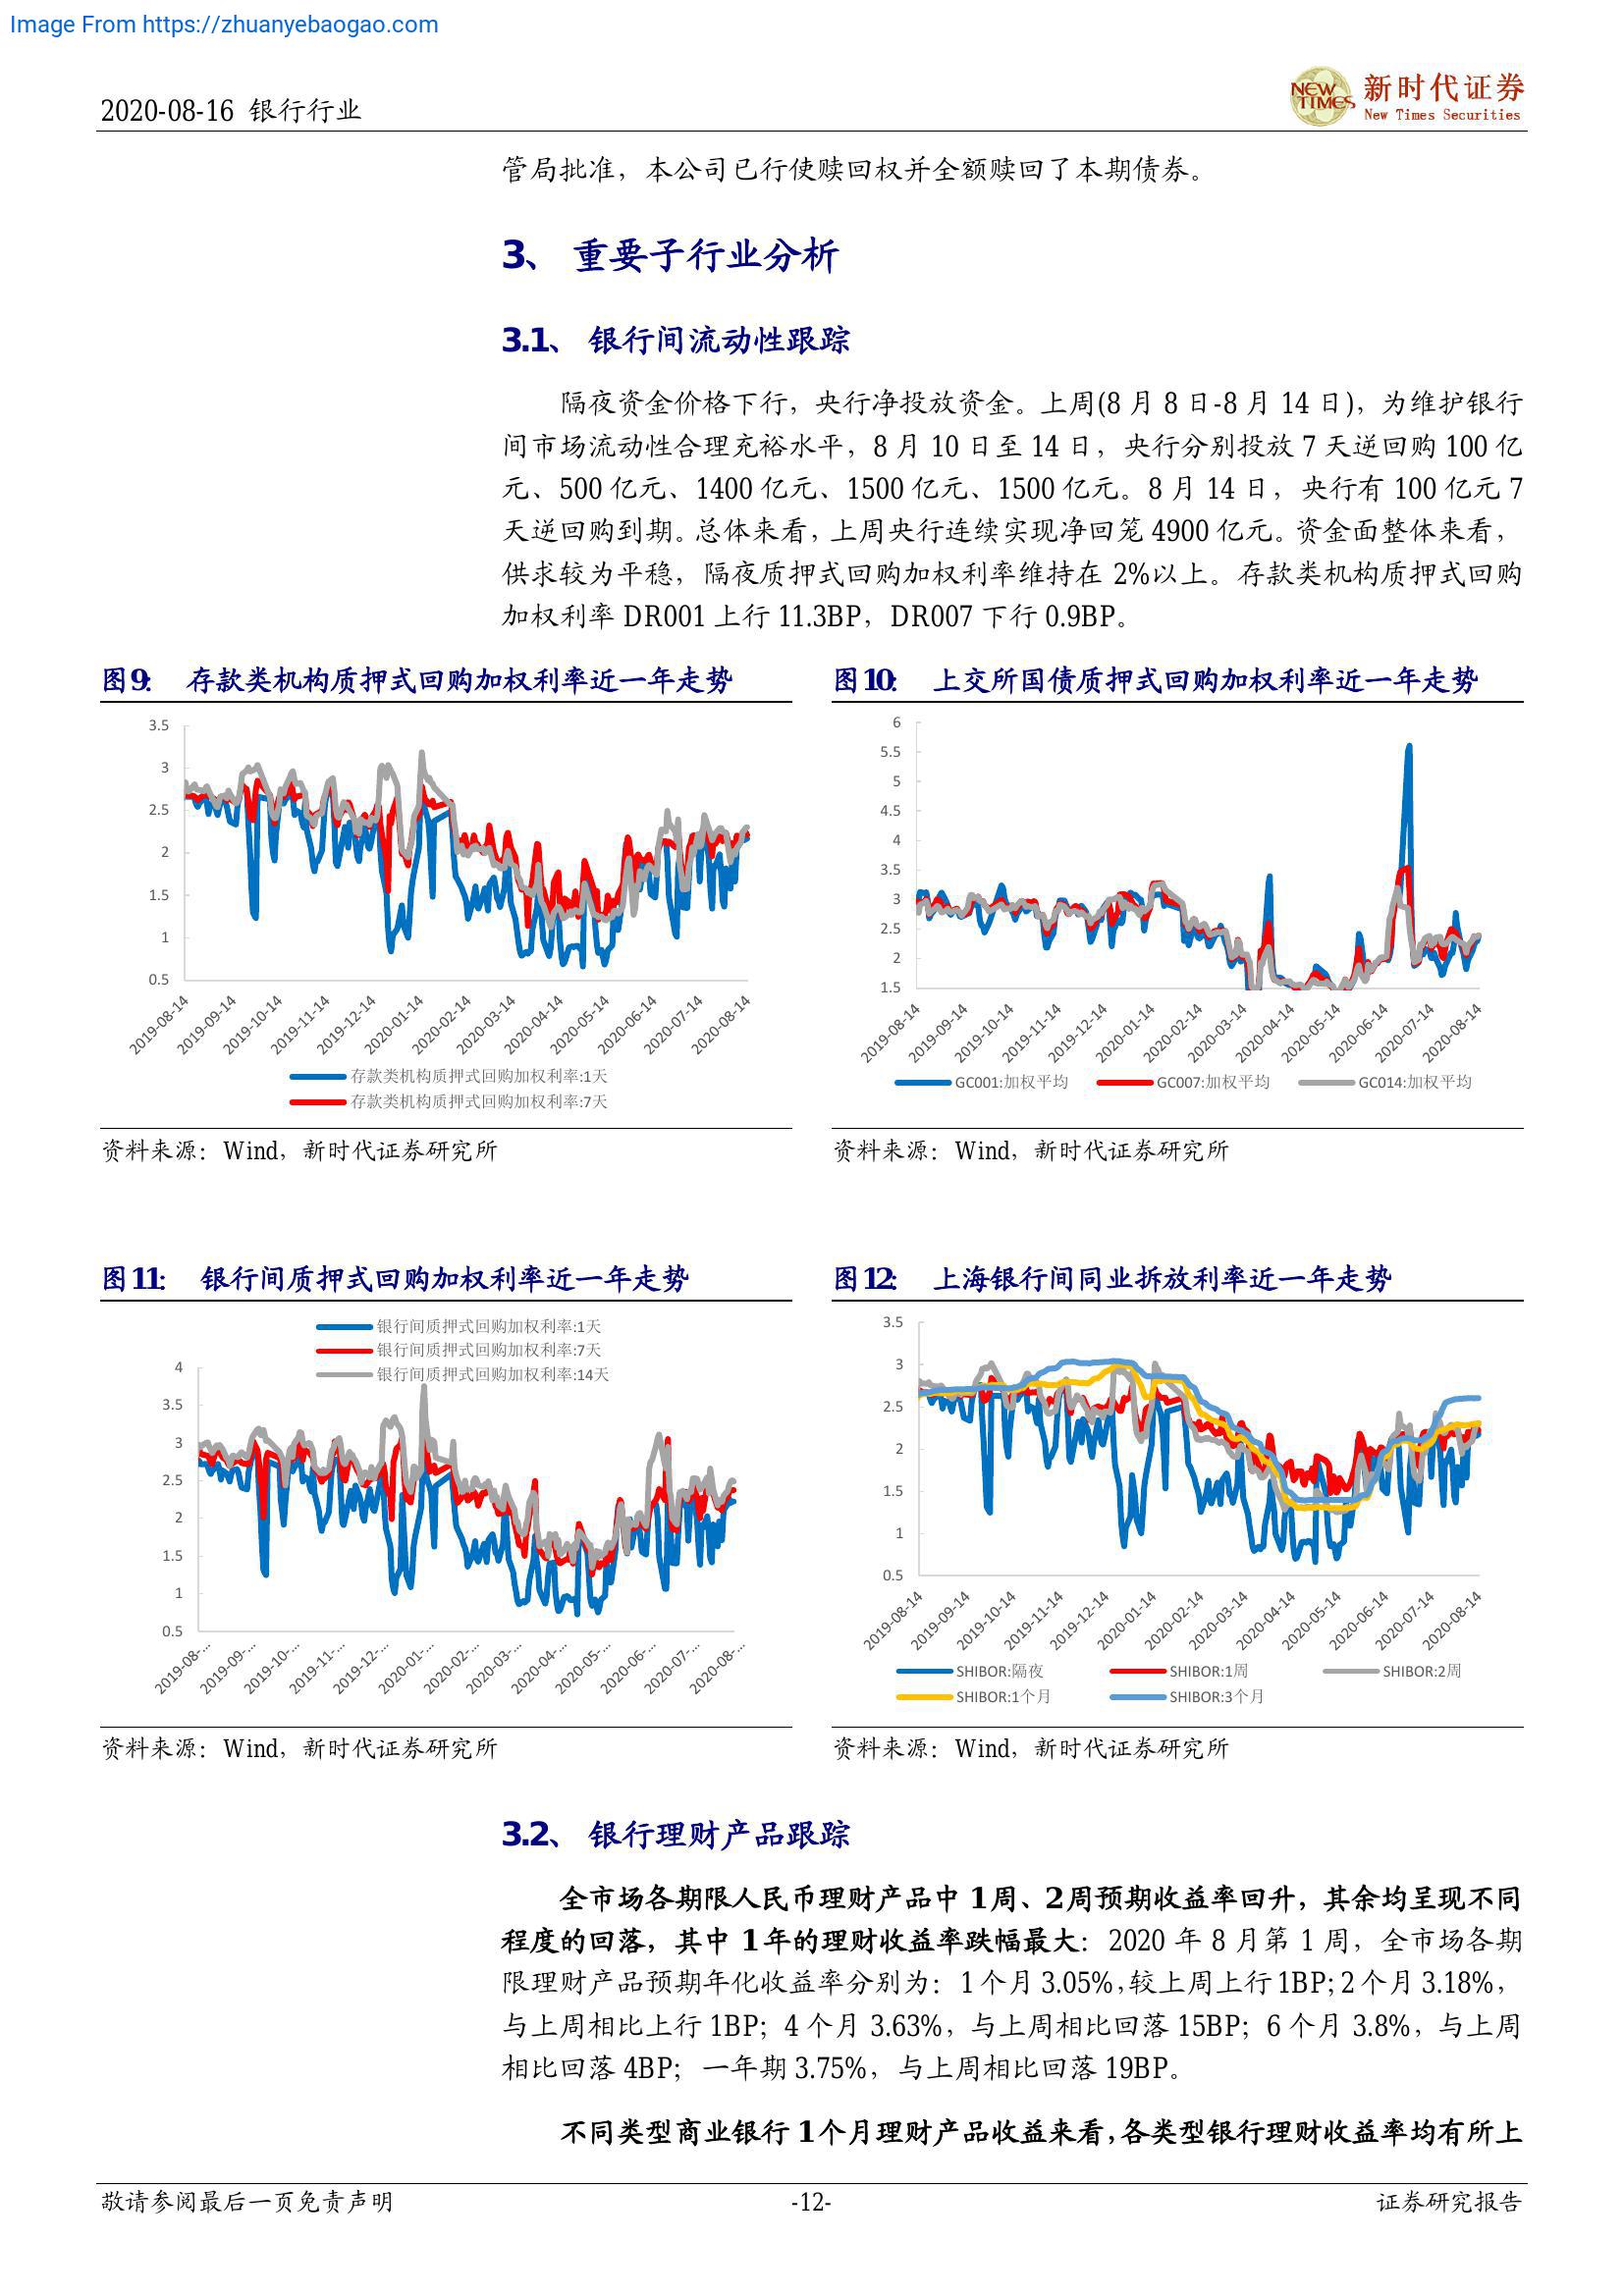 Image From https://zhuanyebaogao.com
2020-08-16 银行行业
NEW TIMES
新时代证券
New Times Securities
管局批准，本公司已行使赎回权并全额赎回了本期债券。
3、 重要子行业分析
3.1、 银行间流动性跟踪
隔夜资金价格下行，央行净投放资金。上周(8 月 8 日-8 月 14 日)，为维护银行
间市场流动性合理充裕水平，8 月 10 日至 14 日，央行分别投放 7 天逆回购 100 亿
元、500 亿元、1400 亿元、1500 亿元、1500 亿元。8 月 14 日，央行有 100 亿元 7
天逆回购到期。总体来看，上周央行连续实现净回笼 4900 亿元。资金面整体来看，
供求较为平稳，隔夜质押式回购加权利率维持在 2%以上。存款类机构质押式回购
加权利率 DR001 上行 11.3BP，DR007 下行 0.9BP。
图9: 存款类机构质押式回购加权利率近一年走势
3.5
3
2.5
2
1.5
1
0.5
2019-08-14
2019-09-14
2019-10-14
2019-11-14
2019-12-14
2020-01-14
2020-02-14
2020-03-14
2020-04-14
2020-05-14
2020-06-14
2020-07-14
2020-08-14
存款类机构质押式回购加权利率:1天
存款类机构质押式回购加权利率:7天
资料来源：Wind，新时代证券研究所
图10: 上交所国债质押式回购加权利率近一年走势
6
5.5
5
4.5
4
3.5
3
2.5
2
1.5
2019-08-14
2019-09-14
2019-10-14
2019-11-14
2019-12-14
2020-01-14
2020-02-14
2020-03-14
2020-04-14
2020-05-14
2020-06-14
2020-07-14
2020-08-14
GC001:加权平均 GC007:加权平均 GC014:加权平均
资料来源：Wind，新时代证券研究所
图11: 银行间质押式回购加权利率近一年走势
银行间质押式回购加权利率:1天
银行间质押式回购加权利率:7天
银行间质押式回购加权利率:14天
4
3.5
3
2.5
2
1.5
1
0.5
2019-08-...
2019-09-...
2019-10-...
2019-11-...
2019-12-...
2020-01-...
2020-02-...
2020-03-...
2020-04-...
2020-05-...
2020-06-...
2020-07-...
2020-08-...
资料来源：Wind，新时代证券研究所
图12: 上海银行间同业拆放利率近一年走势
3.5
3
2.5
2
1.5
1
0.5
2019-08-14
2019-09-14
2019-10-14
2019-11-14
2019-12-14
2020-01-14
2020-02-14
2020-03-14
2020-04-14
2020-05-14
2020-06-14
2020-07-14
2020-08-14
SHIBOR:隔夜 SHIBOR:1周 SHIBOR:2周
SHIBOR:1个月 SHIBOR:3个月
资料来源：Wind，新时代证券研究所
3.2、 银行理财产品跟踪
全市场各期限人民币理财产品中 1周、2周预期收益率回升，其余均呈现不同
程度的回落，其中 1年的理财收益率跌幅最大：2020 年 8 月第 1 周，全市场各期
限理财产品预期年化收益率分别为：1 个月 3.05%，较上周上行 1BP; 2 个月 3.18%，
与上周相比上行 1BP；4 个月 3.63%，与上周相比回落 15BP；6 个月 3.8%，与上周
相比回落 4BP；一年期 3.75%，与上周相比回落 19BP。
不同类型商业银行 1个月理财产品收益来看，各类型银行理财收益率均有所上
敬请参阅最后一页免责声明 -12- 证券研究报告